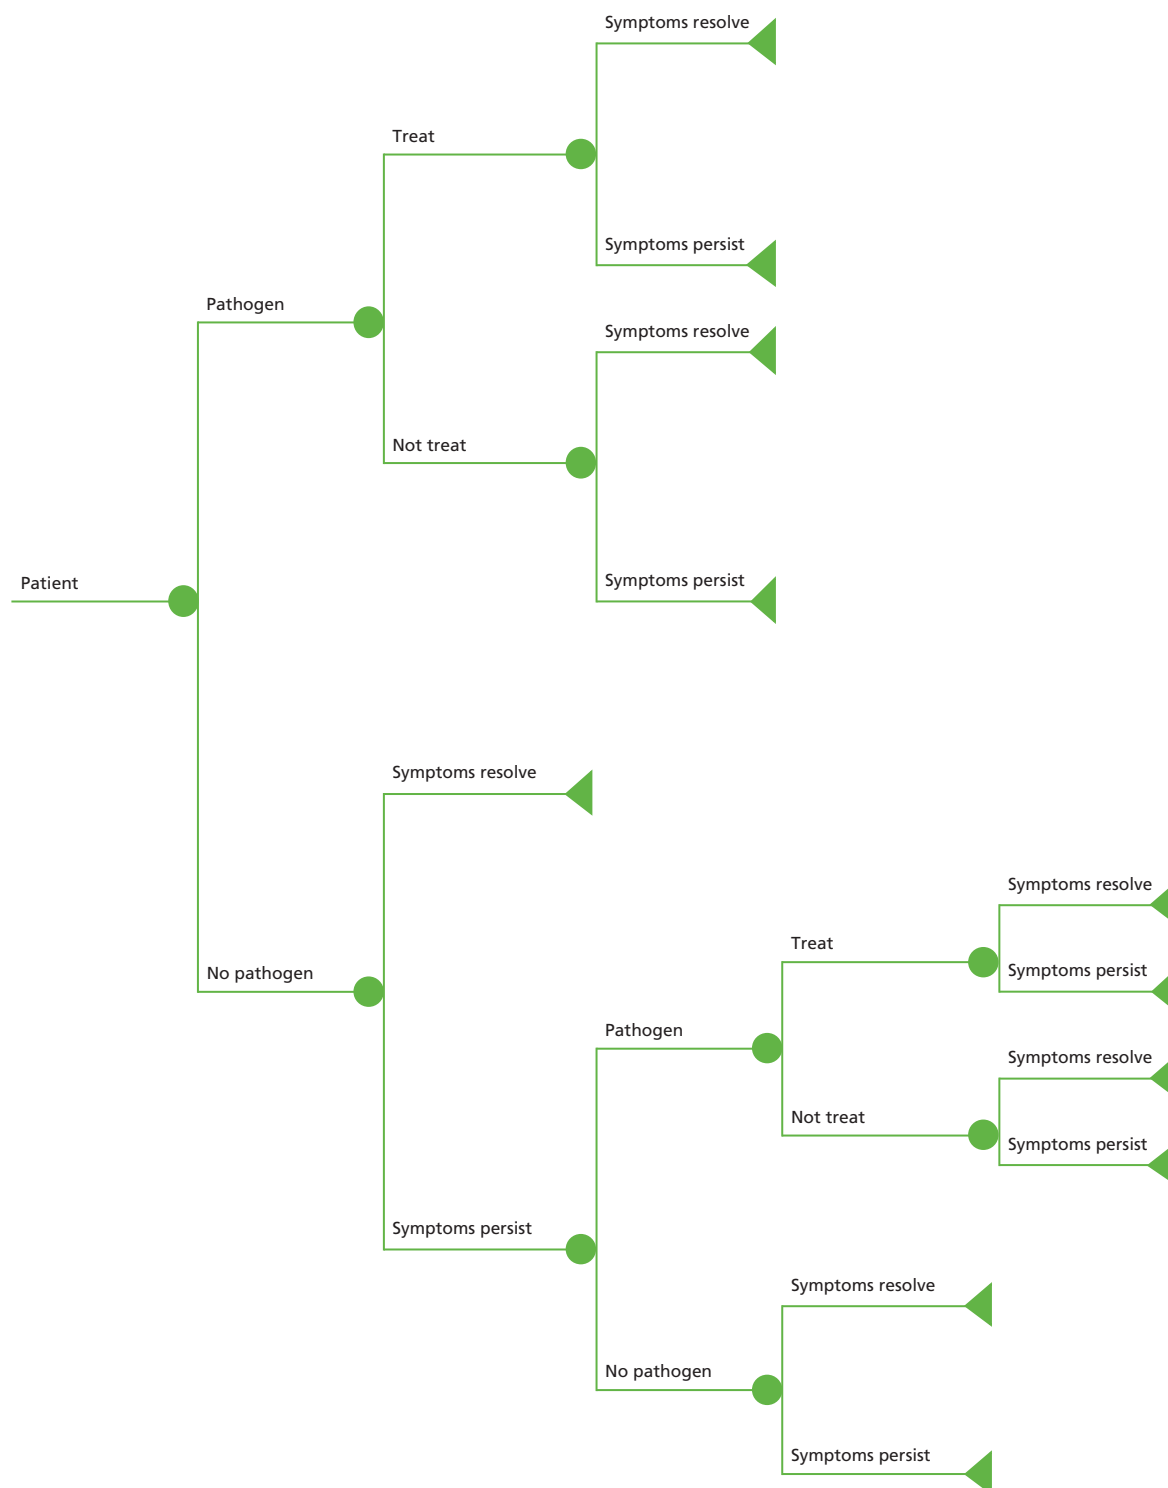 Symptoms resolve
Treat
Symptoms persist
Pathogen
Symptoms resolve
Not treat
Symptoms persist
Patient
Symptoms resolve
Symptoms resolve
Treat
Symptoms persist
No pathogen
Pathogen
Symptoms resolve
Not treat
Symptoms persist
Symptoms persist
Symptoms resolve
No pathogen
Symptoms persist